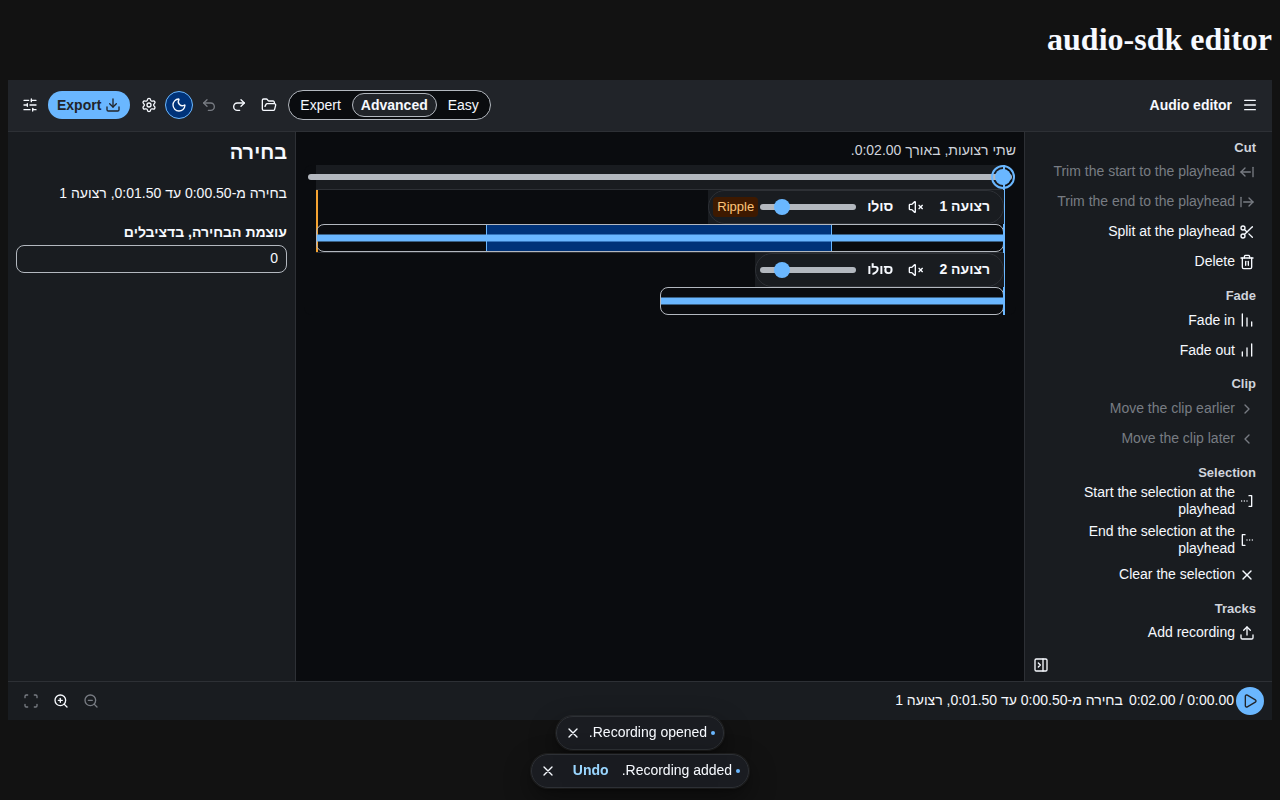 audio-sdk editor
Audio editor
Easy
Advanced
Expert
Export
Cut
Trim the start to the playhead
Trim the end to the playhead
Split at the playhead
Delete
Fade
Fade in
Fade out
Clip
Move the clip earlier
Move the clip later
Selection
Start the selection at the
playhead
End the selection at the
playhead
Clear the selection
Tracks
Add recording
שתי רצועות, באורך 0:02.00.
רצועה 1
סולו
Ripple
רצועה 2
סולו
בחירה
בחירה מ-0:00.50 עד 0:01.50, רצועה 1
עוצמת הבחירה, בדציבלים
0
0:00.00 / 0:02.00
בחירה מ-0:00.50 עד 0:01.50, רצועה 1
Recording opened.
Recording added.
Undo